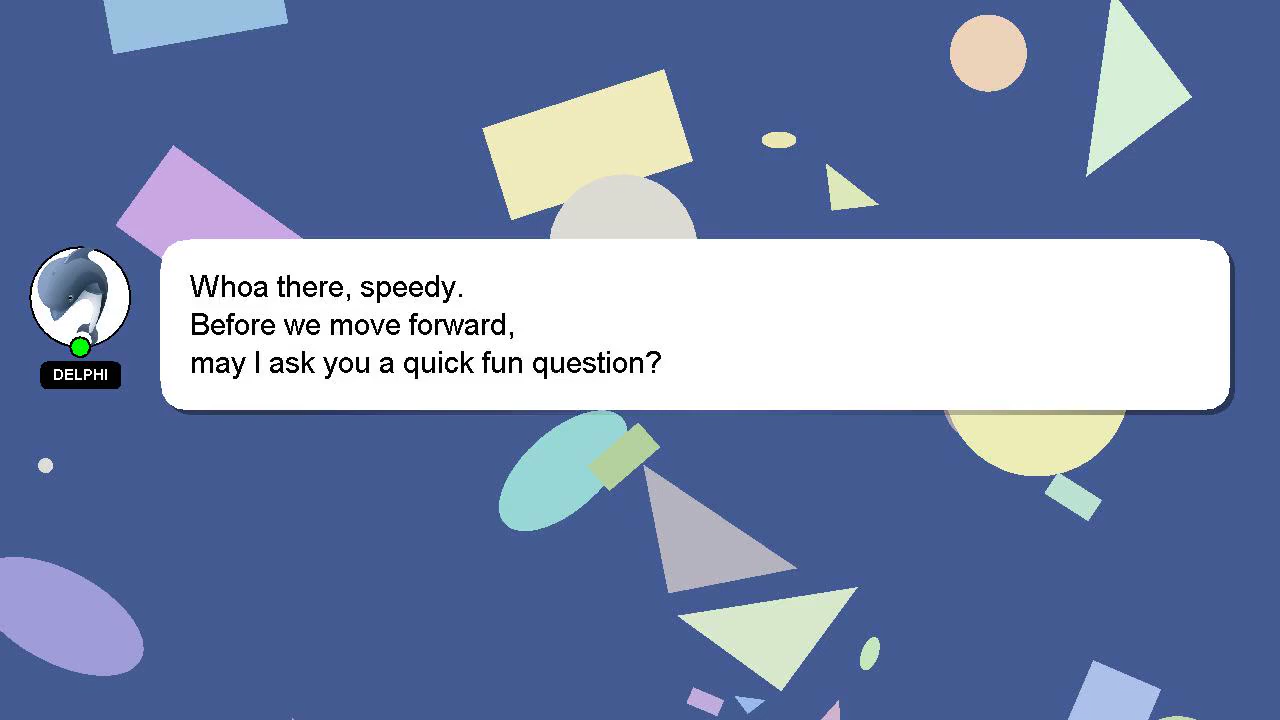 Whoa there, speedy.
Before we move forward,
may I ask you a quick fun question?
DELPHI